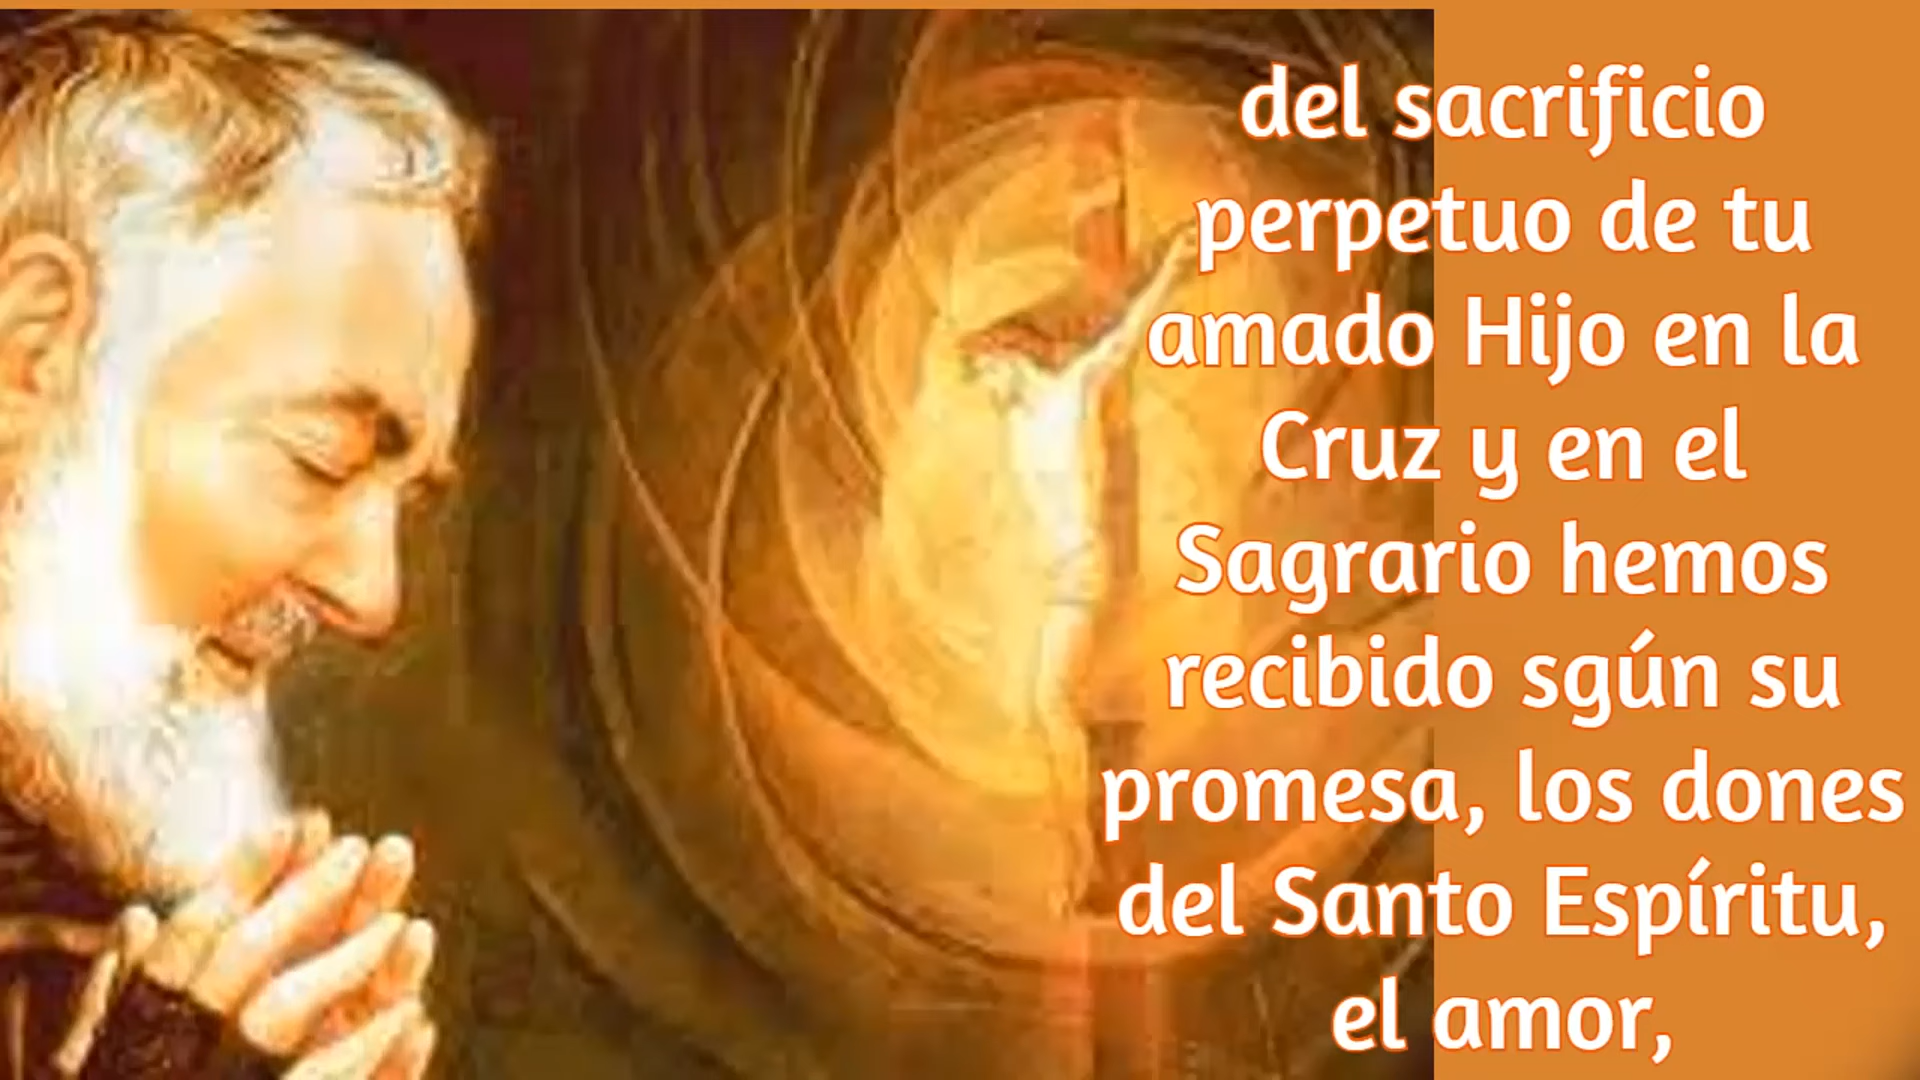 del sacrificio
perpetuo de tu
amado Hijo en la
Cruz y en el
Sagrario hemos
recibido sgún su
promesa, los dones
del Santo Espíritu,
el amor,